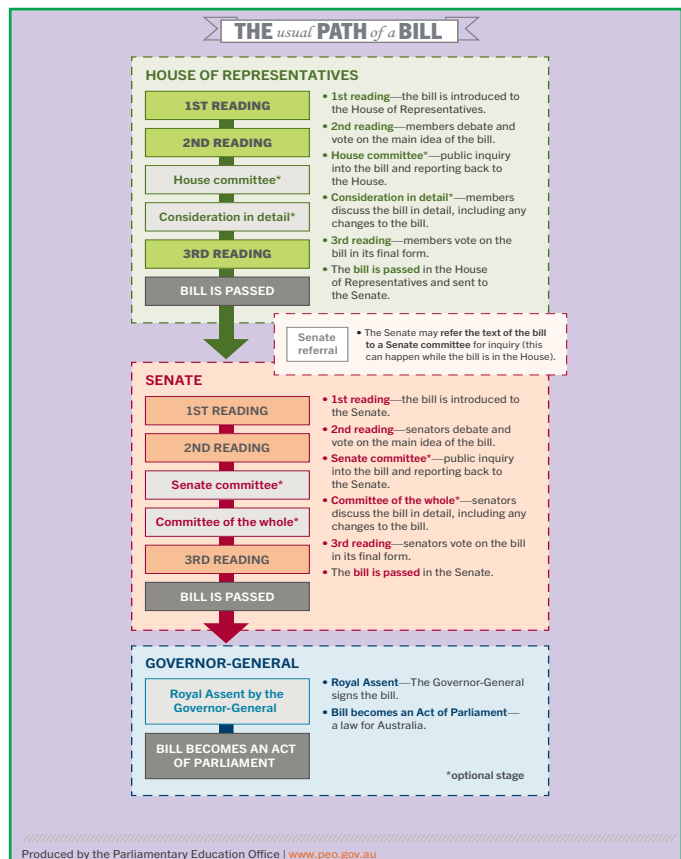 THE usual PATH of a BILL
HOUSE OF REPRESENTATIVES
1ST READING
2ND READING
House committee*
Consideration in detail*
3RD READING
BILL IS PASSED
• 1st reading—the bill is introduced to
the House of Representatives.
• 2nd reading—members debate and
vote on the main idea of the bill.
• House committee*—public inquiry
into the bill and reporting back to
the House.
• Consideration in detail*—members
discuss the bill in detail, including any
changes to the bill.
• 3rd reading—members vote on the
bill in its final form.
• The bill is passed in the House
of Representatives and sent to
the Senate.
Senate
referral
• The Senate may refer the text of the bill
to a Senate committee for inquiry (this
can happen while the bill is in the House).
SENATE
1ST READING
2ND READING
Senate committee*
Committee of the whole*
3RD READING
BILL IS PASSED
• 1st reading—the bill is introduced to
the Senate.
• 2nd reading—senators debate and
vote on the main idea of the bill.
• Senate committee*—public inquiry
into the bill and reporting back to
the Senate.
• Committee of the whole*—senators
discuss the bill in detail, including any
changes to the bill.
• 3rd reading—senators vote on the bill
in its final form.
• The bill is passed in the Senate.
GOVERNOR-GENERAL
Royal Assent by the
Governor-General
BILL BECOMES AN ACT
OF PARLIAMENT
• Royal Assent—The Governor-General
signs the bill.
• Bill becomes an Act of Parliament—
a law for Australia.
*optional stage
Produced by the Parliamentary Education Office | www.peo.gov.au